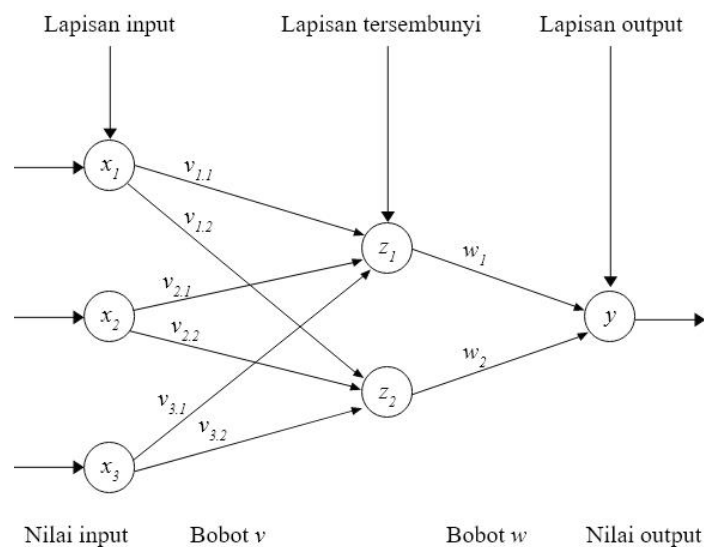 Lapisan input Lapisan tersembunyi Lapisan output
x1
v1.1
v1.2
z1
w1
v2.1
x2
v2.2
y
w2
z2
v3.1
v3.2
x3
Nilai input Bobot v Bobot w Nilai output